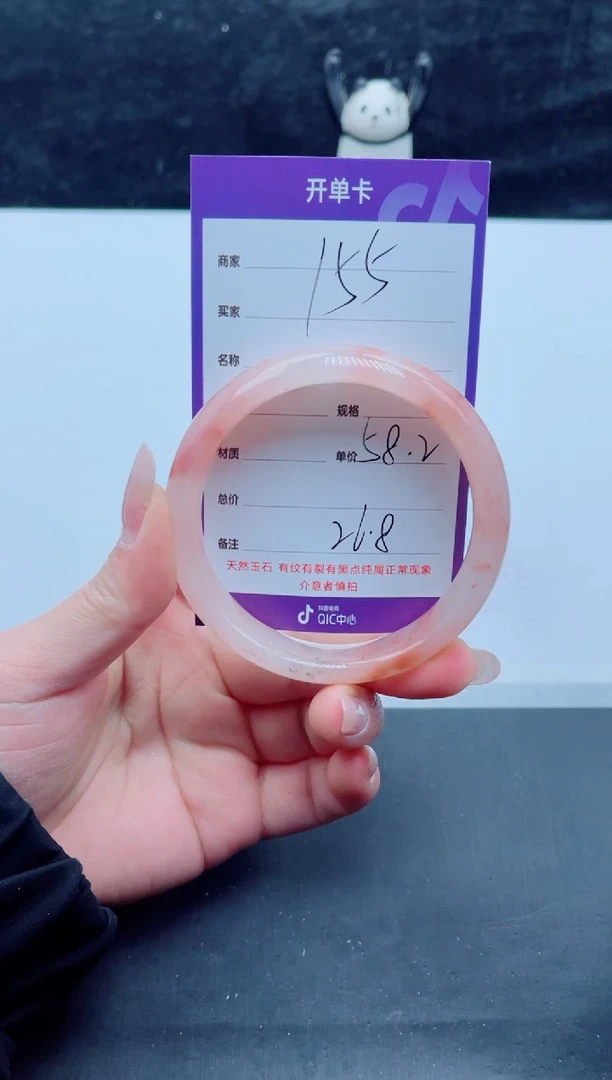 开单卡
商家
155
买家
名称
规格
材质 单价 58.2
总价
备注 26.8
天然玉石 有纹有裂有黑点纯属正常现象
介意者慎拍
抖音电商
QIC中心